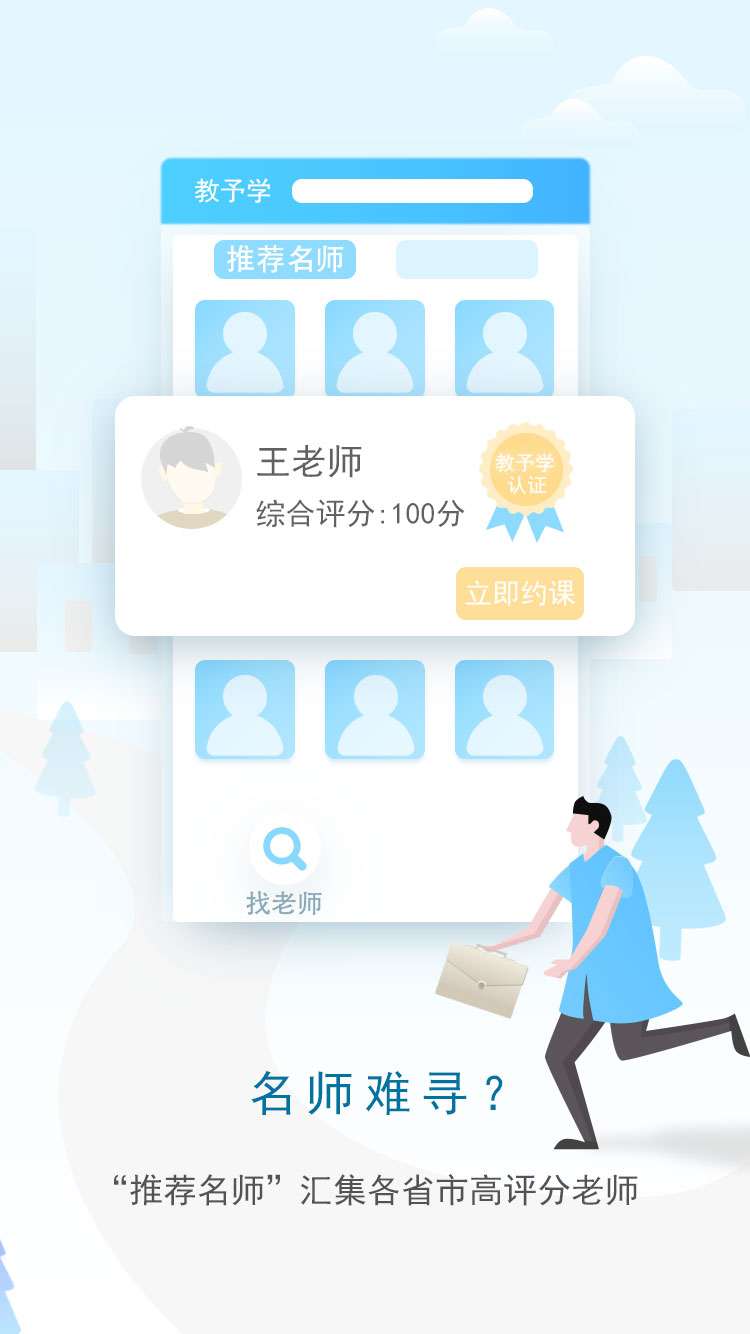 教予学
推荐名师
王老师
综合评分:100分
教予学
认证
立即约课
找老师
名师难寻?
“推荐名师”汇集各省市高评分老师